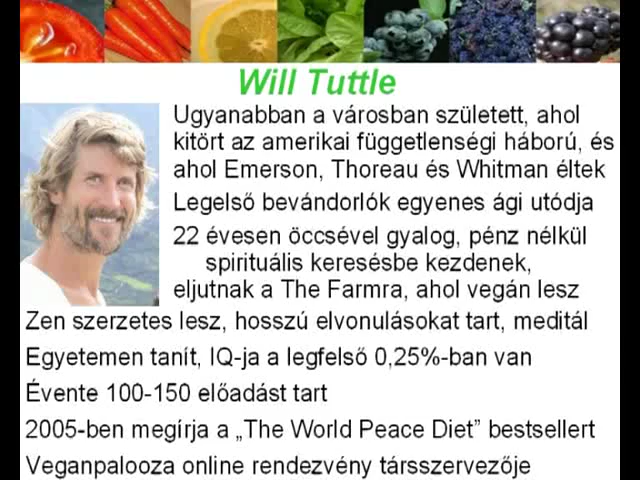 Will Tuttle
Ugyanabban a városban született, ahol
kitört az amerikai függetlenségi háború, és
ahol Emerson, Thoreau és Whitman éltek
Legelső bevándorlók egyenes ági utódja
22 évesen öccsével gyalog, pénz nélkül
spirituális keresésbe kezdenek,
eljutnak a The Farmra, ahol vegán lesz
Zen szerzetes lesz, hosszú elvonulásokat tart, meditál
Egyetemen tanít, IQ-ja a legfelső 0,25%-ban van
Évente 100-150 előadást tart
2005-ben megírja a „The World Peace Diet” bestsellert
Veganpalooza online rendezvény társszervezője